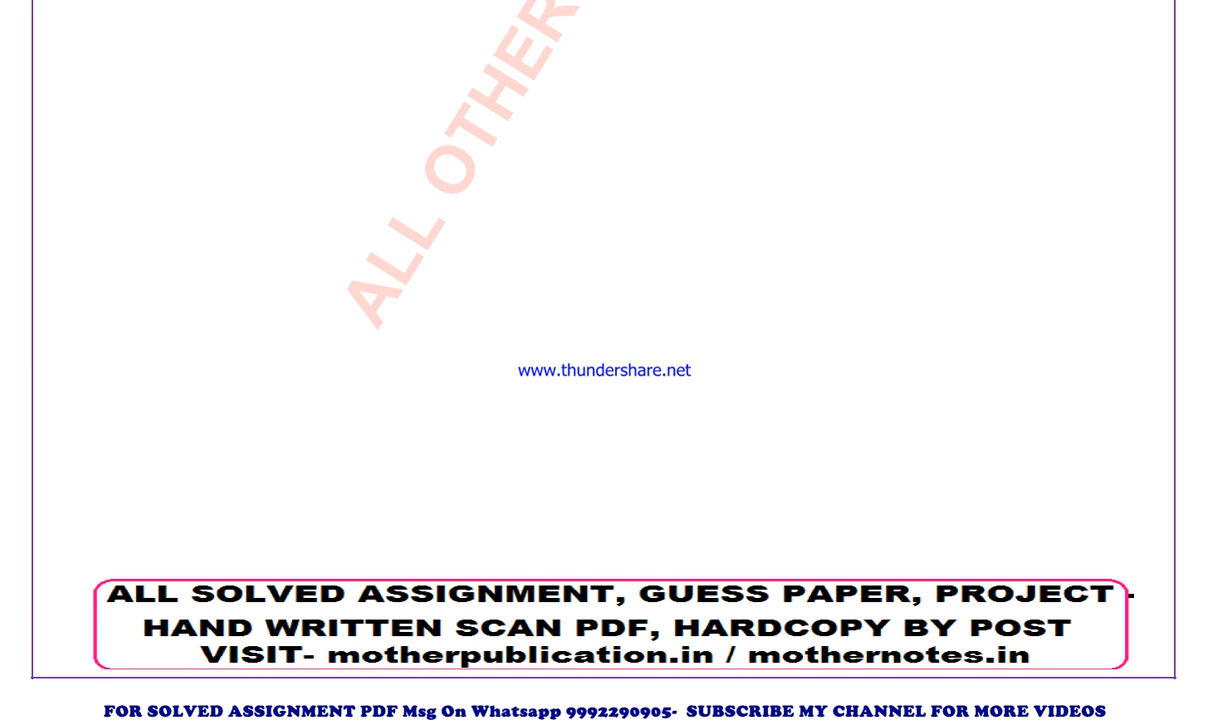 ALL OTHER
www.thundershare.net
ALL SOLVED ASSIGNMENT, GUESS PAPER, PROJECT -
HAND WRITTEN SCAN PDF, HARDCOPY BY POST
VISIT- motherpublication.in / mothernotes.in
FOR SOLVED ASSIGNMENT PDF Msg On Whatsapp 9992290905- SUBSCRIBE MY CHANNEL FOR MORE VIDEOS